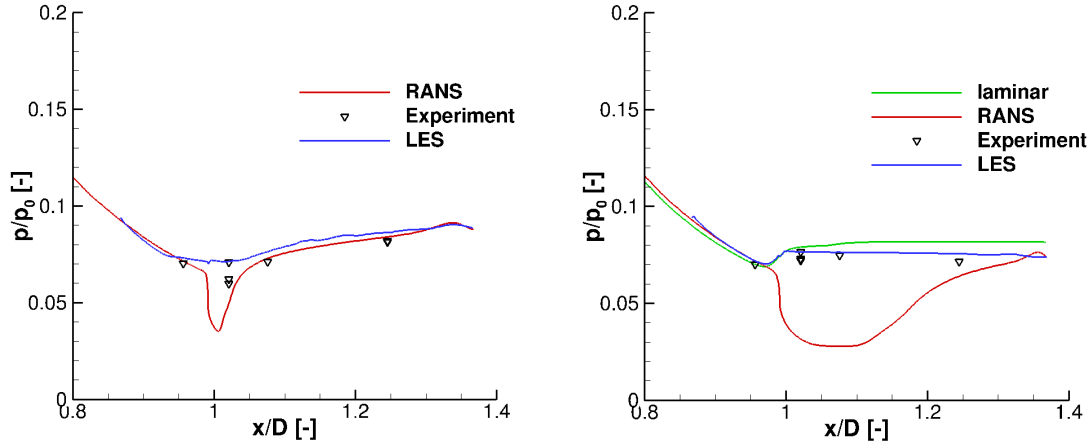 0.2
0.15
0.1
0.05
0
p/p0 [-]
0.8
1
1.2
1.4
x/D [-]
RANS
Experiment
LES
0.2
0.15
0.1
0.05
0
p/p0 [-]
0.8
1
1.2
1.4
x/D [-]
laminar
RANS
Experiment
LES